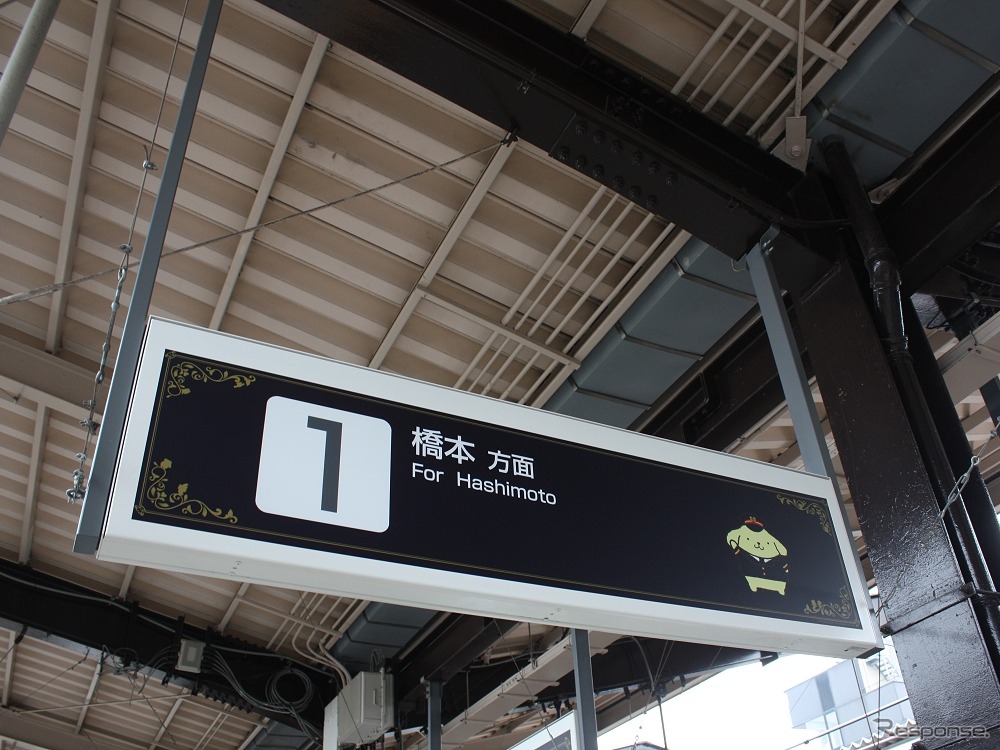 1
橋本 方面
For Hashimoto
Response.